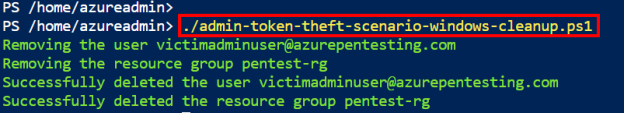 PS /home/azureadmin>
PS /home/azureadmin> ./admin-token-theft-scenario-windows-cleanup.ps1
Removing the user victimadminuser@azurepentesting.com
Removing the resource group pentest-rg
Successfully deleted the user victimadminuser@azurepentesting.com
Successfully deleted the resource group pentest-rg